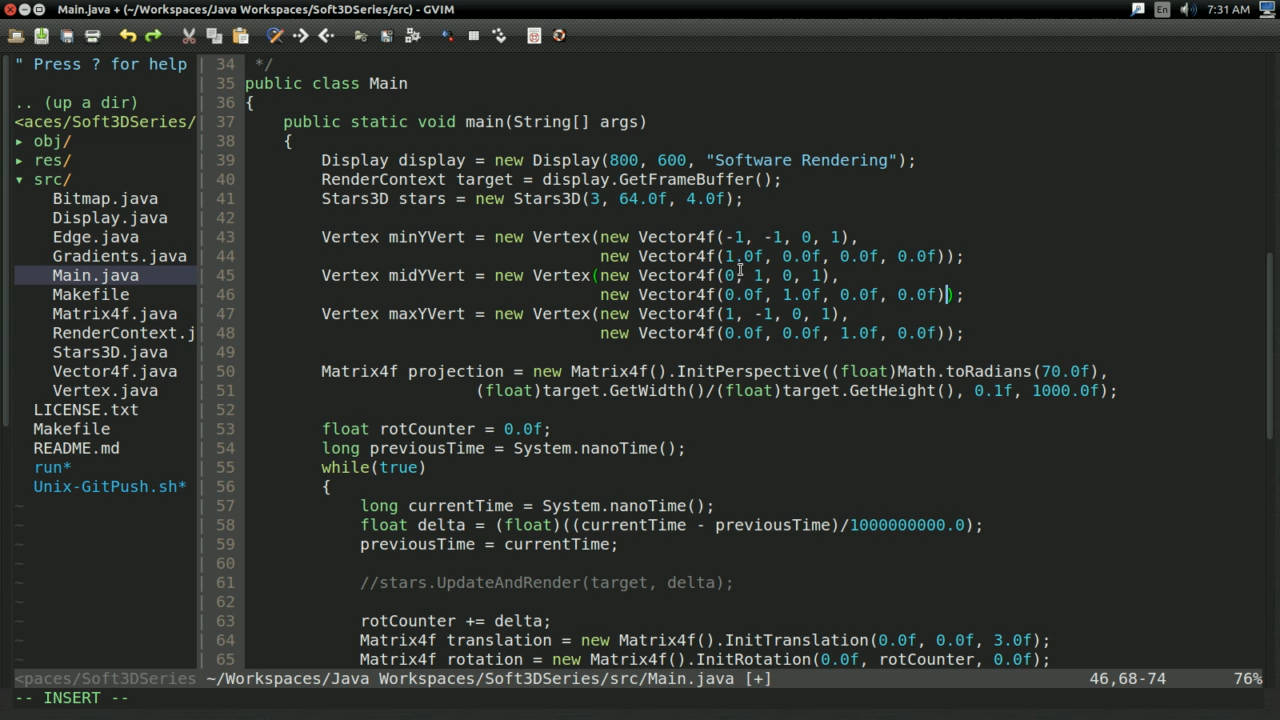 Main.java + (~/Workspaces/Java Workspaces/Soft3DSeries/src) - GVIM
En
7:31 AM
" Press ? for help
.. (up a dir)
<aces/Soft3DSeries/
▸ obj/
▸ res/
▾ src/
Bitmap.java
Display.java
Edge.java
Gradients.java
Main.java
Makefile
Matrix4f.java
RenderContext.j
Stars3D.java
Vector4f.java
Vertex.java
LICENSE.txt
Makefile
README.md
run*
Unix-GitPush.sh*
~
~
~
~
~
~
~
~
~
34 */
35 public class Main
36 {
37 public static void main(String[] args)
38 {
39 Display display = new Display(800, 600, "Software Rendering");
40 RenderContext target = display.GetFrameBuffer();
41 Stars3D stars = new Stars3D(3, 64.0f, 4.0f);
42
43 Vertex minYVert = new Vertex(new Vector4f(-1, -1, 0, 1),
44 new Vector4f(1.0f, 0.0f, 0.0f, 0.0f));
45 Vertex midYVert = new Vertex(new Vector4f(0, 1, 0, 1),
46 new Vector4f(0.0f, 1.0f, 0.0f, 0.0f));
47 Vertex maxYVert = new Vertex(new Vector4f(1, -1, 0, 1),
48 new Vector4f(0.0f, 0.0f, 1.0f, 0.0f));
49
50 Matrix4f projection = new Matrix4f().InitPerspective((float)Math.toRadians(70.0f),
51 (float)target.GetWidth()/(float)target.GetHeight(), 0.1f, 1000.0f);
52
53 float rotCounter = 0.0f;
54 long previousTime = System.nanoTime();
55 while(true)
56 {
57 long currentTime = System.nanoTime();
58 float delta = (float)((currentTime - previousTime)/1000000000.0);
59 previousTime = currentTime;
60
61 //stars.UpdateAndRender(target, delta);
62
63 rotCounter += delta;
64 Matrix4f translation = new Matrix4f().InitTranslation(0.0f, 0.0f, 3.0f);
65 Matrix4f rotation = new Matrix4f().InitRotation(0.0f, rotCounter, 0.0f);
<paces/Soft3DSeries ~/Workspaces/Java Workspaces/Soft3DSeries/src/Main.java [+] 46,68-74 76%
-- INSERT --